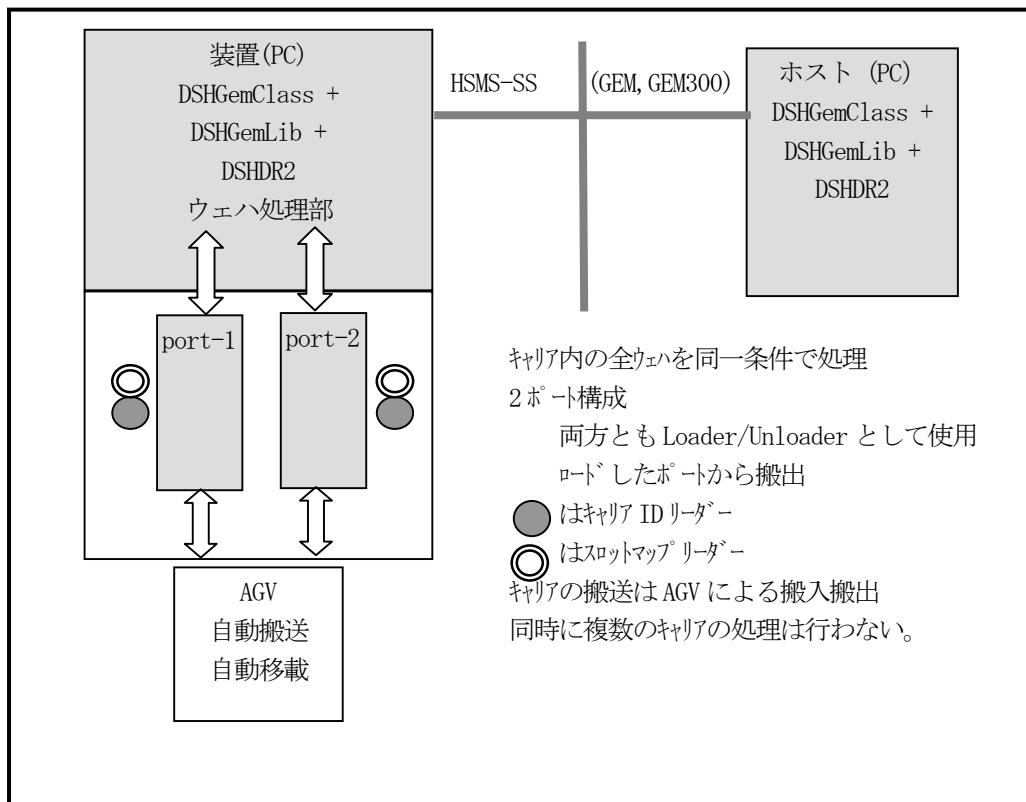 装置(PC)
DSHGemClass +
DSHGemLib +
DSHDR2
ウェハ処理部
HSMS-SS
(GEM,GEM300)
ホスト (PC)
DSHGemClass +
DSHGemLib +
DSHDR2
port-1
port-2
ｷｬﾘｱ内の全ｳｪﾊを同一条件で処理
2ﾎﾟｰﾄ構成
両方とも Loader/Unloader として使用
ﾛｰﾄﾞしたﾎﾟｰﾄから搬出
はｷｬﾘｱ ID ﾘｰﾀﾞｰ
はｽﾛｯﾄﾏｯﾌﾟﾘｰﾀﾞｰ
ｷｬﾘｱの搬送は AGV による搬入搬出
同時に複数のｷｬﾘｱの処理は行わない。
AGV
自動搬送
自動移載